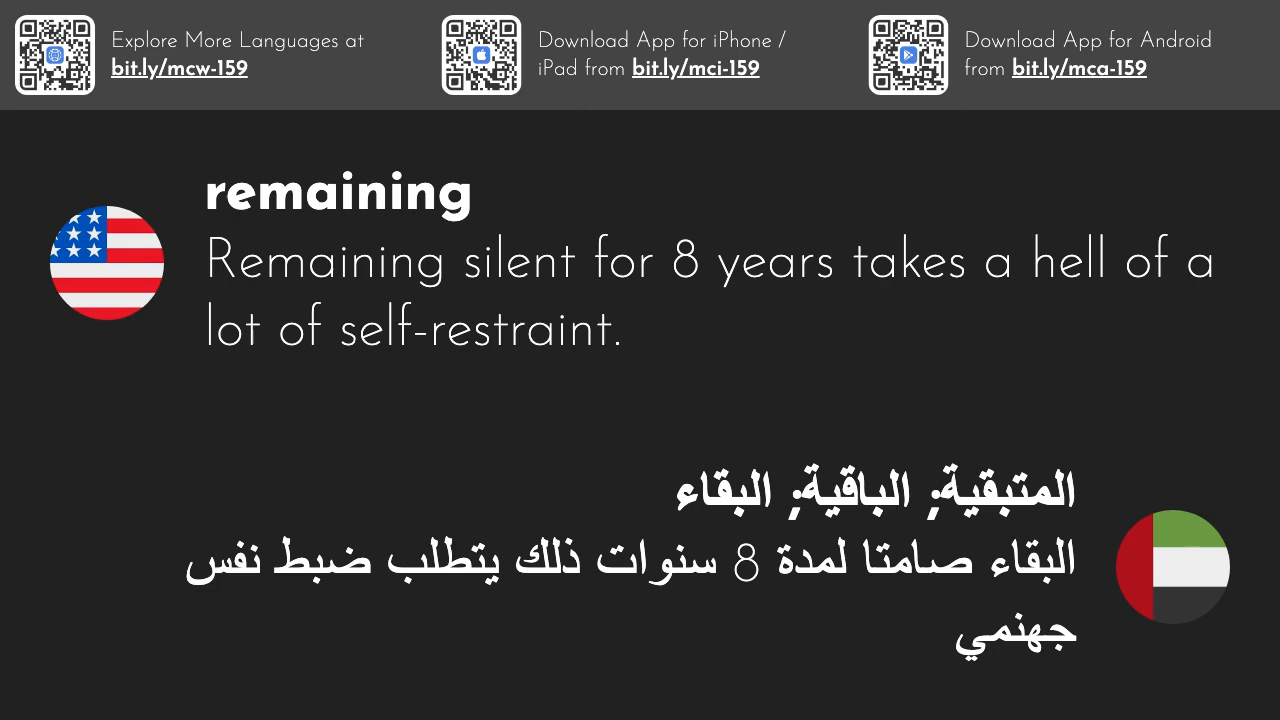 Explore More Languages at
bit.ly/mcw-159
Download App for iPhone /
iPad from bit.ly/mci-159
Download App for Android
from bit.ly/mca-159
remaining
Remaining silent for 8 years takes a hell of a
lot of self-restraint.
المتبقية; الباقية; البقاء
البقاء صامتا لمدة 8 سنوات ذلك يتطلب ضبط نفس
جهنمي